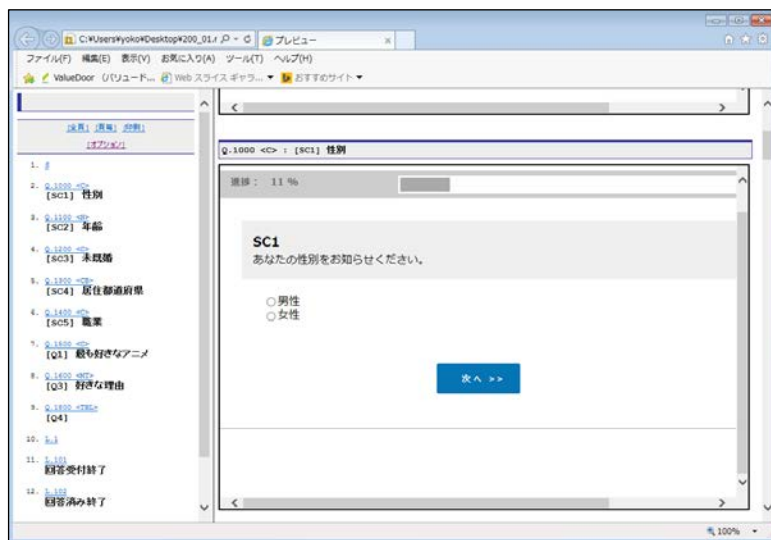 C:¥Users¥yoko¥Desktop¥200_01.r
プレビュー
ファイル(F) 編集(E) 表示(V) お気に入り(A) ツール(T) ヘルプ(H)
ValueDoor (バリュード... Web スライス ギャラ... おすすめサイト
[全頁] [頁毎] [印刷]
[オプション]
1.
2. Q.1000 <C>
[SC1] 性別
3. Q.1100 <N>
[SC2] 年齢
4. Q.1200 <C>
[SC3] 未既婚
5. Q.1300 <CB>
[SC4] 居住都道府県
6. Q.1400 <C>
[SC5] 職業
7. Q.1500 <C>
[Q1] 最も好きなアニメ
8. Q.1600 <MT>
[Q3] 好きな理由
9. Q.1800 <TBL>
[Q4]
10. L.1
11. L.101
回答受付終了
12. L.102
回答済み終了
Q.1000 <C> : [SC1] 性別
進捗： 11 %
SC1
あなたの性別をお知らせください。
男性
女性
次へ >>
100%